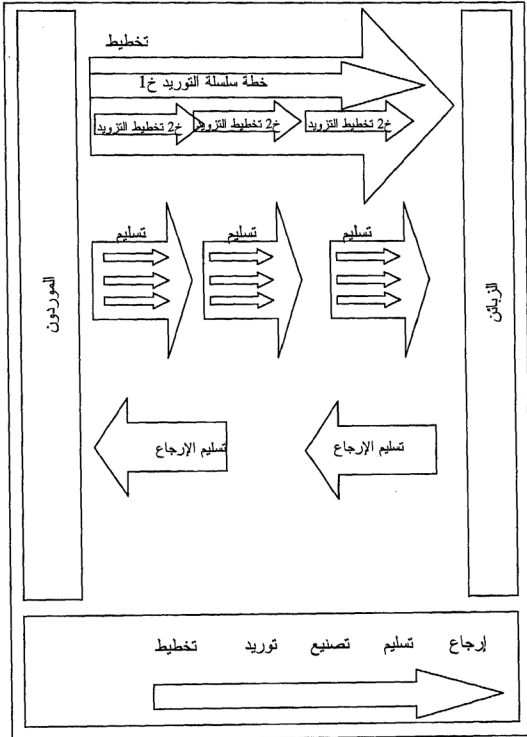 تخطيط
خطة سلسلة التوريد خ1
خ2 تخطيط التزويد
خ2 تخطيط التزويد
خ2 تخطيط التزويد
تسليم
تسليم
تسليم
الموردون
الزبائن
تسليم الإرجاع
تسليم الإرجاع
إرجاع تسليم تصنيع توريد تخطيط